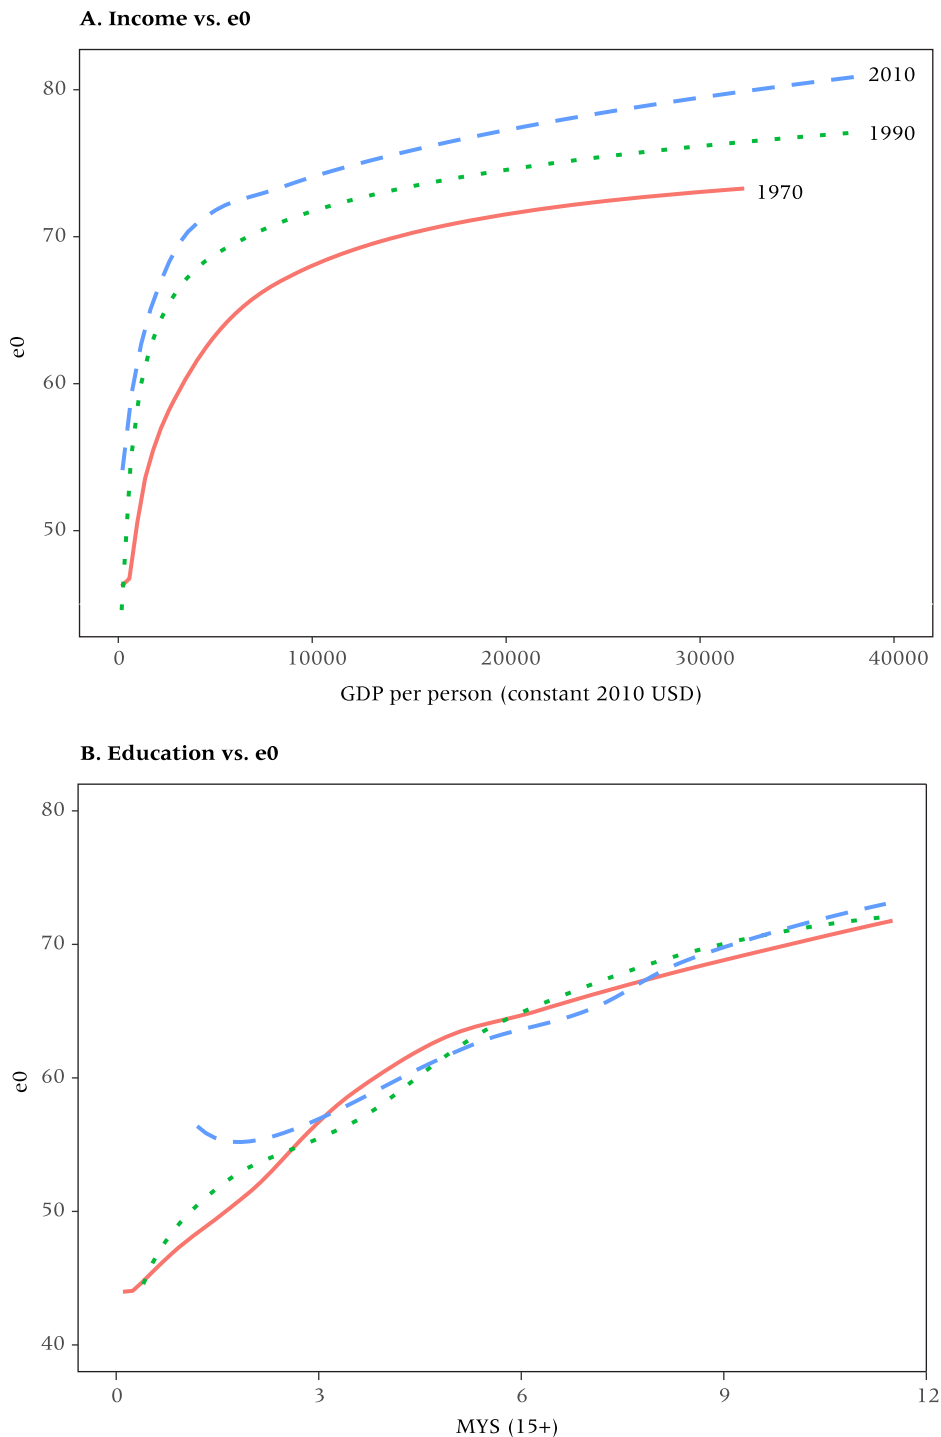 A. Income vs. e0
80
2010
1990
1970
70
e0
60
50
0 10000 20000 30000 40000
GDP per person (constant 2010 USD)
B. Education vs. e0
80
70
60
e0
50
40
0 3 6 9 12
MYS (15+)